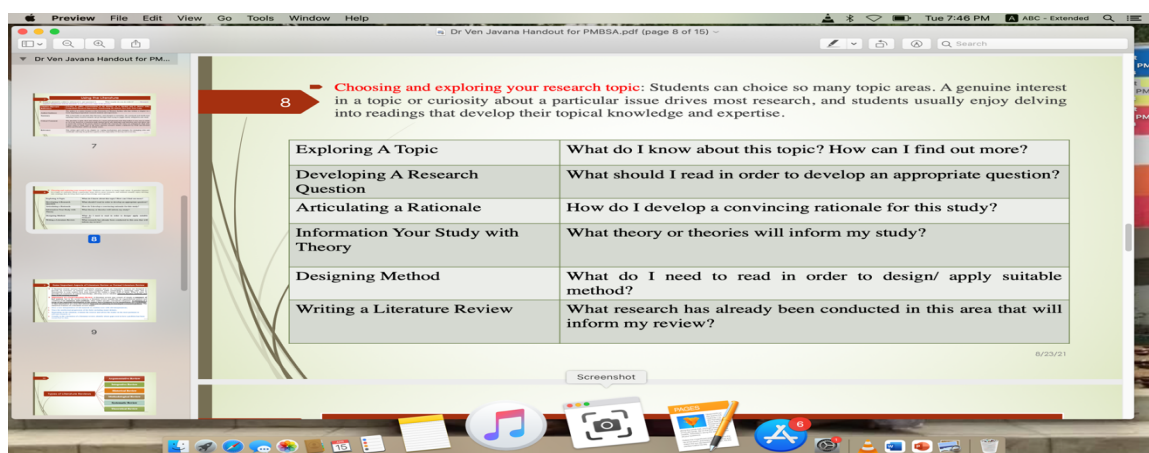 Preview File Edit View Go Tools Window Help
Tue 7:46 PM A ABC - Extended
Dr Ven Javana Handout for PMBSA.pdf (page 8 of 15)
Search
Dr Ven Javana Handout for PM...
7
8
9
8
Choosing and exploring your research topic: Students can choice so many topic areas. A genuine interest
in a topic or curiosity about a particular issue drives most research, and students usually enjoy delving
into readings that develop their topical knowledge and expertise.
Exploring A Topic What do I know about this topic? How can I find out more?
Developing A Research What should I read in order to develop an appropriate question?
Question
Articulating a Rationale How do I develop a convincing rationale for this study?
Information Your Study with What theory or theories will inform my study?
Theory
Designing Method What do I need to read in order to design/ apply suitable
method?
Writing a Literature Review What research has already been conducted in this area that will
inform my review?
8/23/21
Screenshot
PAGES
6
15
PM
PM
PM